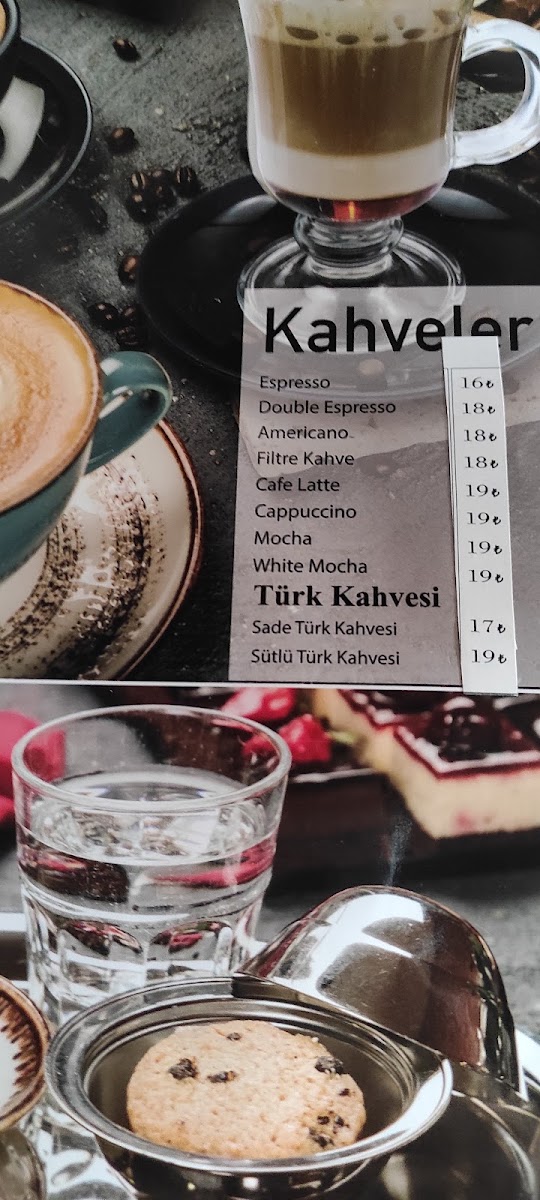 Kahveler
Espresso 16₺
Double Espresso 18₺
Americano 18₺
Filtre Kahve 18₺
Cafe Latte 19₺
Cappuccino 19₺
Mocha 19₺
White Mocha 19₺
Türk Kahvesi
Sade Türk Kahvesi 17₺
Sütlü Türk Kahvesi 19₺